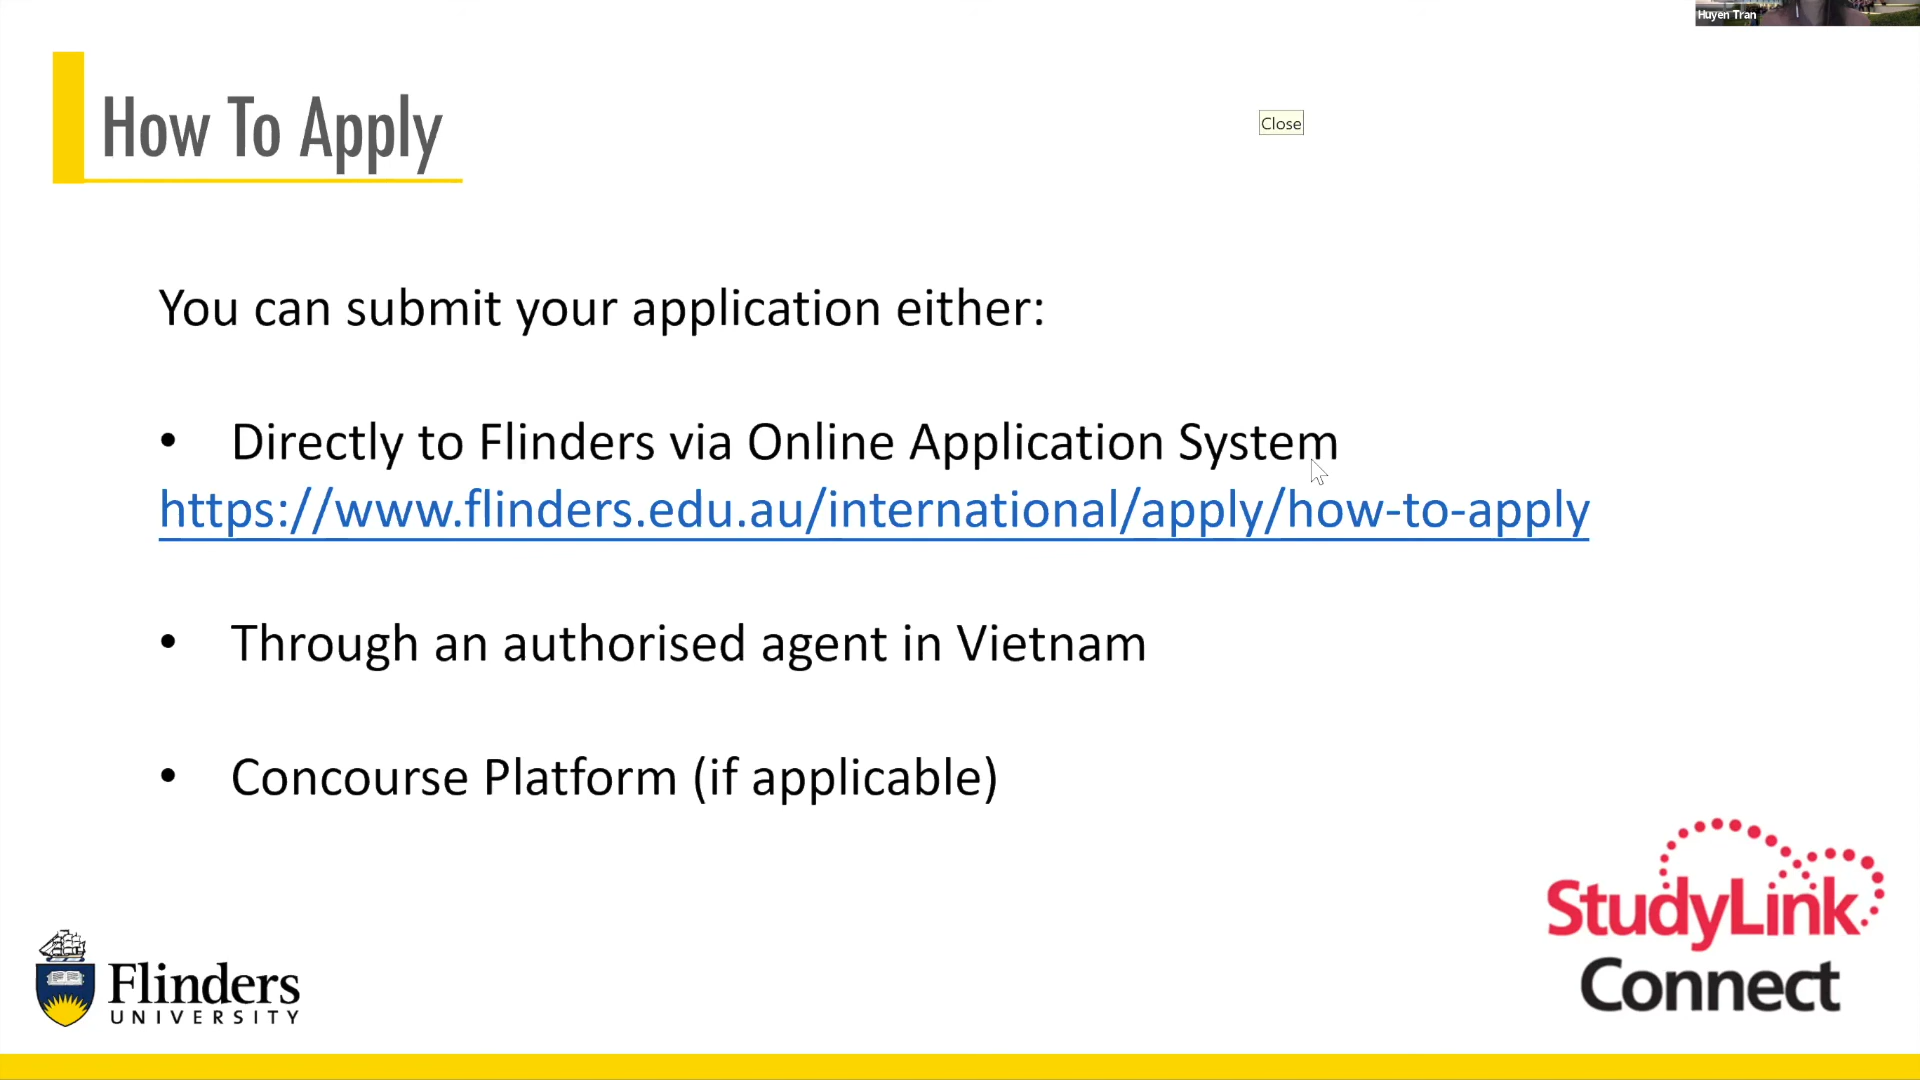 Huyen Tran
How To Apply
Close
You can submit your application either:
• Directly to Flinders via Online Application System
https://www.flinders.edu.au/international/apply/how-to-apply
• Through an authorised agent in Vietnam
• Concourse Platform (if applicable)
StudyLink
Connect
Flinders
UNIVERSITY